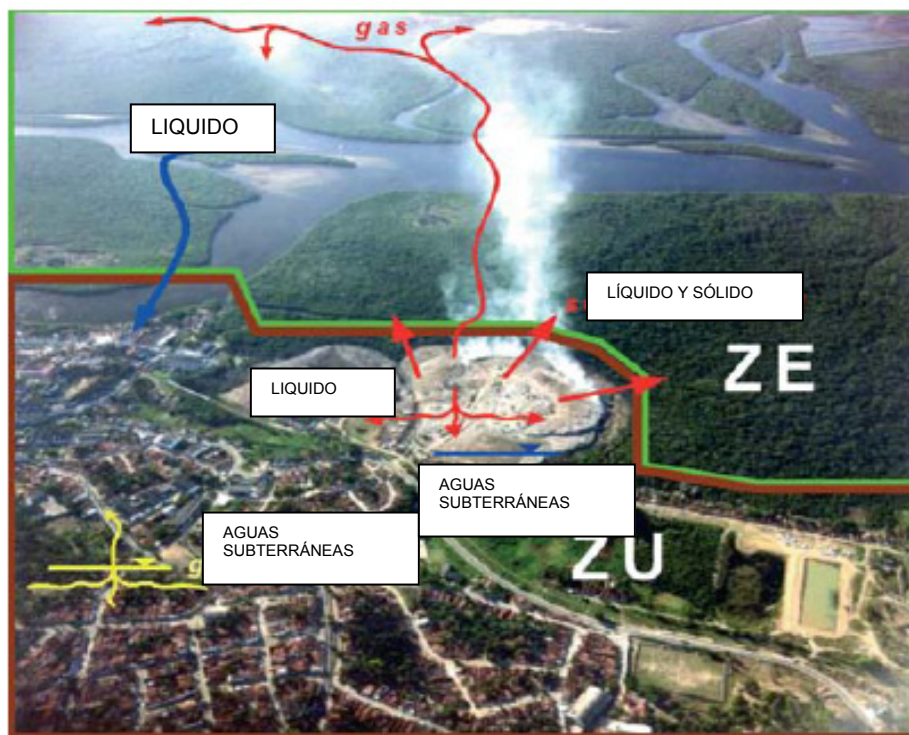 gas
LIQUIDO
LÍQUIDO Y SÓLIDO
ZE
LIQUIDO
AGUAS
SUBTERRÁNEAS
AGUAS
SUBTERRÁNEAS
ZU